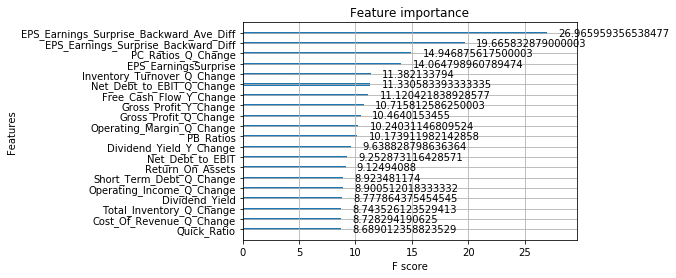 Feature importance
EPS_Earnings_Surprise_Backward_Ave_Diff 26.965959356538477
EPS_Earnings_Surprise_Backward_Diff 19.665832879000003
PC_Ratios_Q_Change 14.946875617500003
EPS_EarningsSurprise 14.064798960789474
Inventory_Turnover_Q_Change 11.382133794
Net_Debt_to_EBIT_Q_Change 11.330583393333335
Free_Cash_Flow_Y_Change 11.120421838928577
Gross_Profit_Y_Change 10.715812586250003
Gross_Profit_Q_Change 10.4640153455
Operating_Margin_Q_Change 10.24031146809524
PB_Ratios 10.173911982142858
Dividend_Yield_Y_Change 9.638828798636364
Net_Debt_to_EBIT 9.252873116428571
Return_On_Assets 9.12494088
Short_Term_Debt_Q_Change 8.923481174
Operating_Income_Q_Change 8.900512018333332
Dividend_Yield 8.777864375454545
Total_Inventory_Q_Change 8.743526123529413
Cost_Of_Revenue_Q_Change 8.728294190625
Quick_Ratio 8.689012358823529
Features
0 5 10 15 20 25
F score